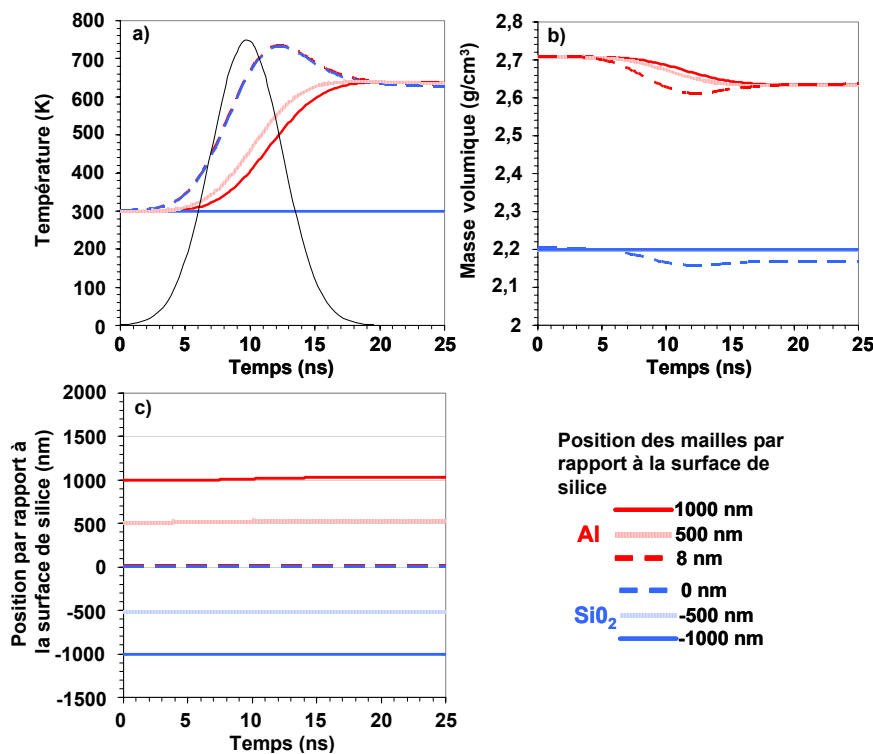 a)
Température (K)
800
700
600
500
400
300
200
100
0
0 5 10 15 20 25
Temps (ns)
b)
Masse volumique (g/cm³)
2,8
2,7
2,6
2,5
2,4
2,3
2,2
2,1
2
0 5 10 15 20 25
Temps (ns)
c)
Position par rapport à
la surface de silice (nm)
2000
1500
1000
500
0
-500
-1000
-1500
0 5 10 15 20 25
Temps (ns)
Position des mailles par
rapport à la surface de
silice
Al
1000 nm
500 nm
8 nm
Si0₂
0 nm
-500 nm
-1000 nm